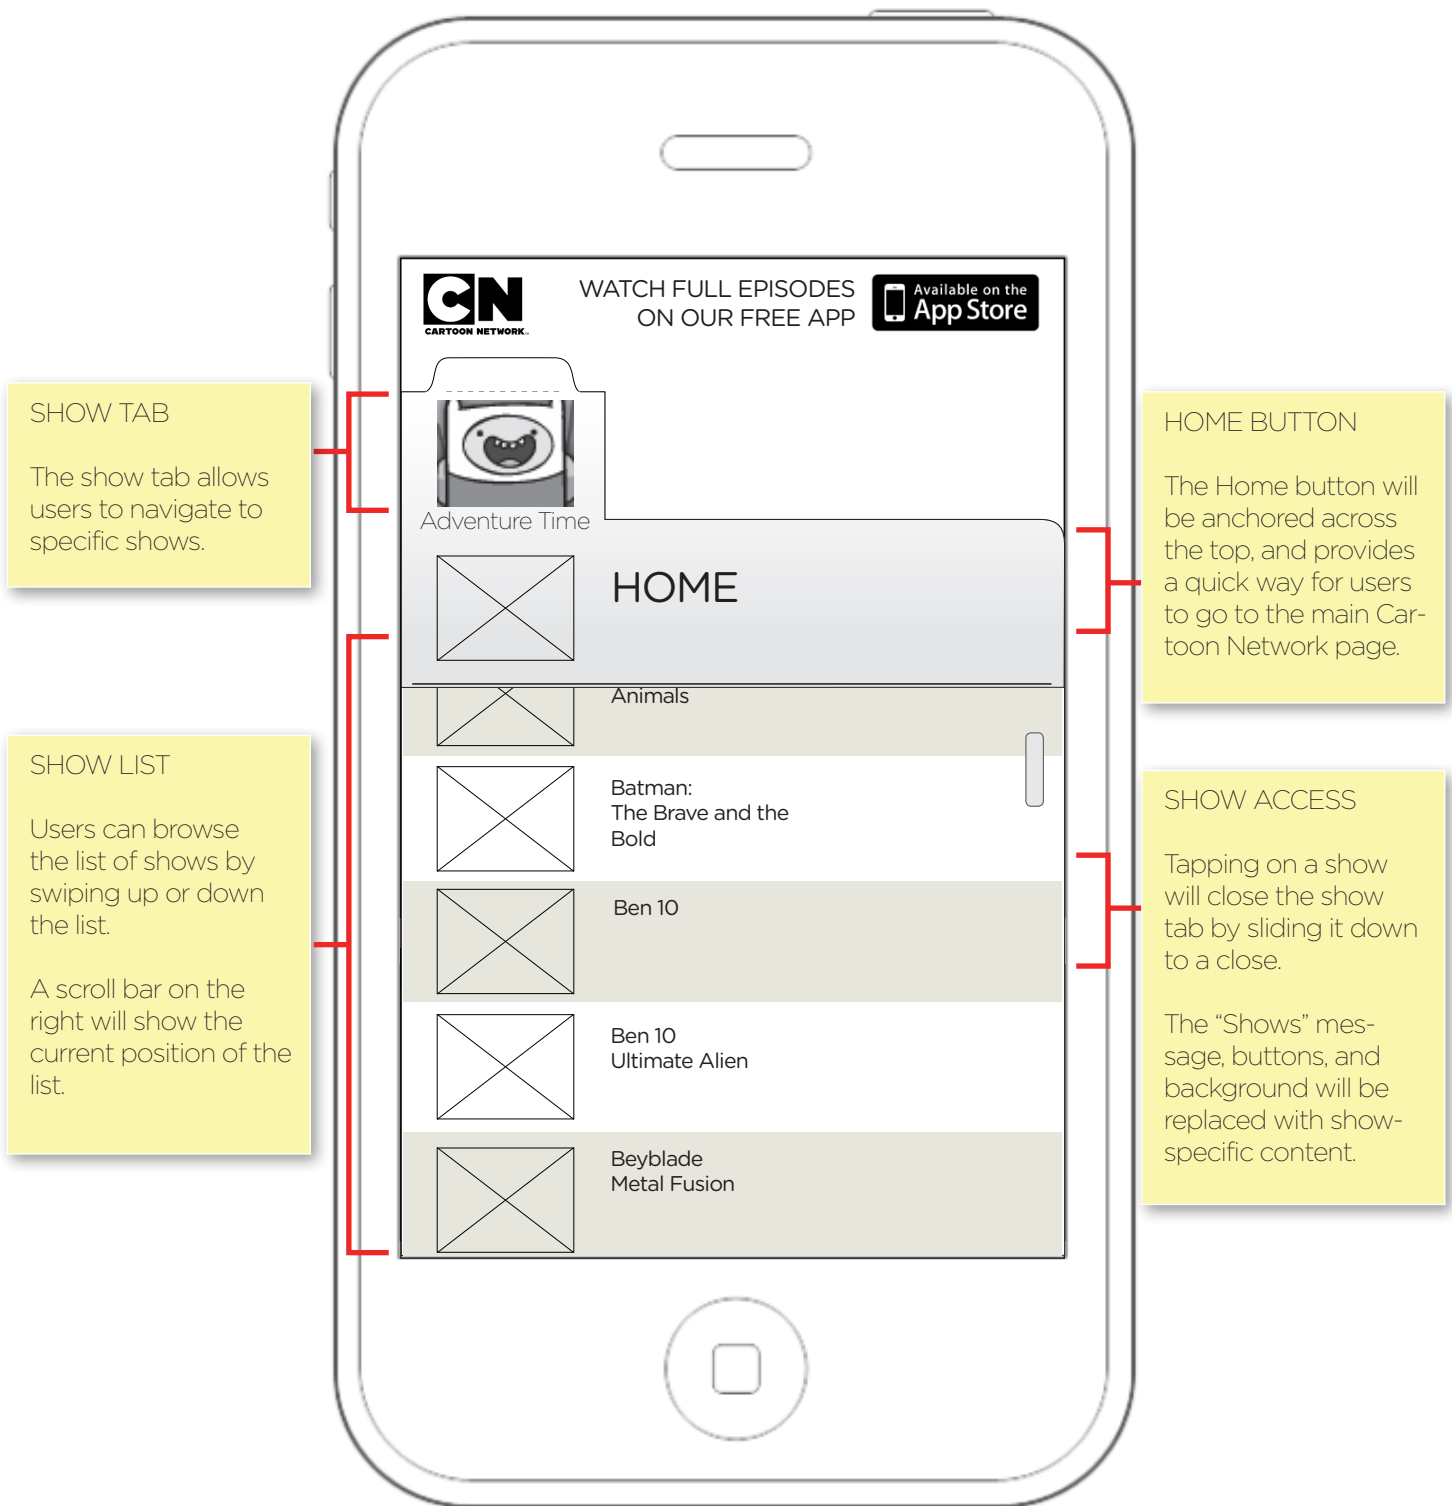 CN
CARTOON NETWORK
WATCH FULL EPISODES
ON OUR FREE APP
Available on the
App Store
SHOW TAB
The show tab allows
users to navigate to
specific shows.
Adventure Time
HOME
HOME BUTTON
The Home button will
be anchored across
the top, and provides
a quick way for users
to go to the main Car-
toon Network page.
Animals
Batman:
The Brave and the
Bold
Ben 10
Ben 10
Ultimate Alien
Beyblade
Metal Fusion
SHOW LIST
Users can browse
the list of shows by
swiping up or down
the list.
A scroll bar on the
right will show the
current position of the
list.
SHOW ACCESS
Tapping on a show
will close the show
tab by sliding it down
to a close.
The “Shows” mes-
sage, buttons, and
background will be
replaced with show-
specific content.